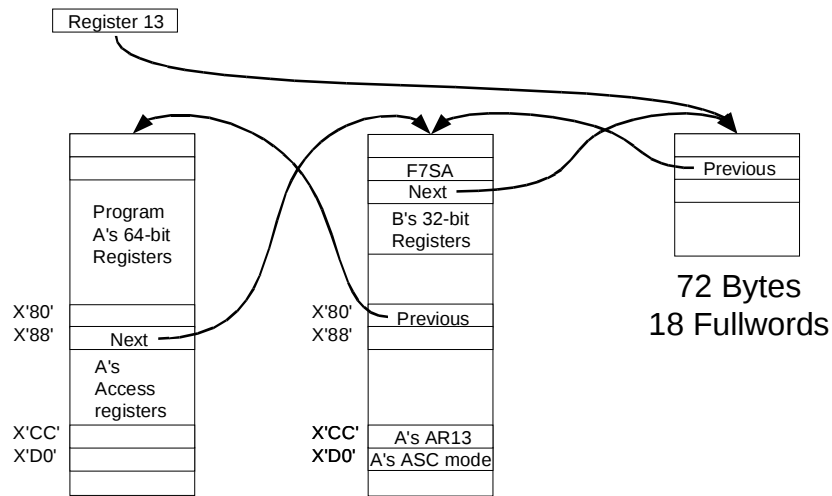 Register 13
Program
A's 64-bit
Registers
X'80'
X'88'
Next
A's
Access
registers
X'CC'
X'D0'
F7SA
Next
B's 32-bit
Registers
X'80'
Previous
X'88'
X'CC'
A's AR13
X'D0'
A's ASC mode
Previous
72 Bytes
18 Fullwords